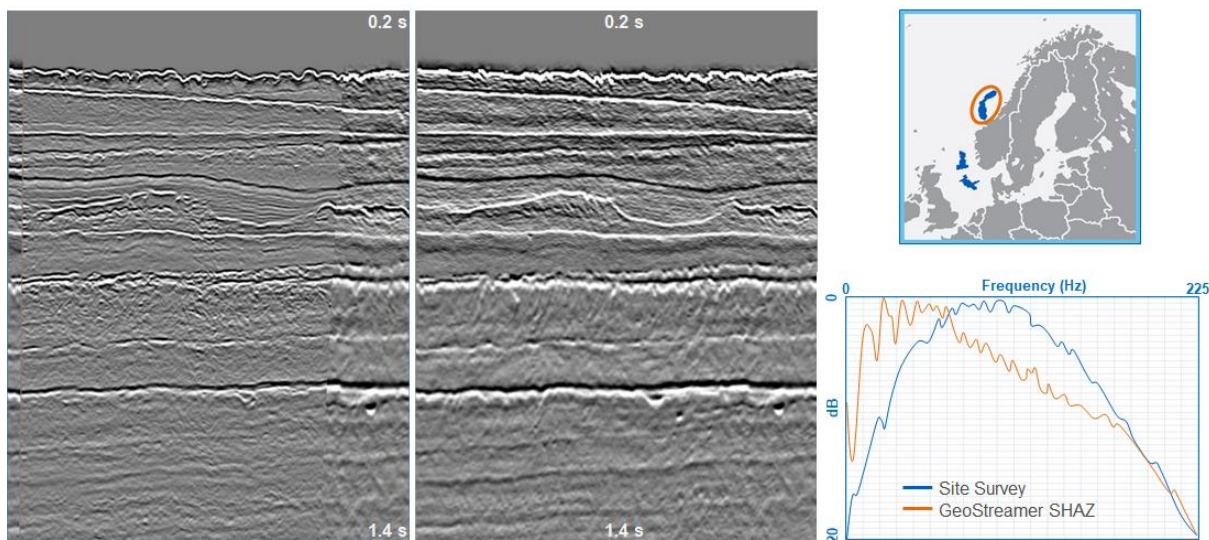 0.2 s
0.2 s
1.4 s
1.4 s
0
Frequency (Hz)
225
0
dB
20
Site Survey
GeoStreamer SHAZ